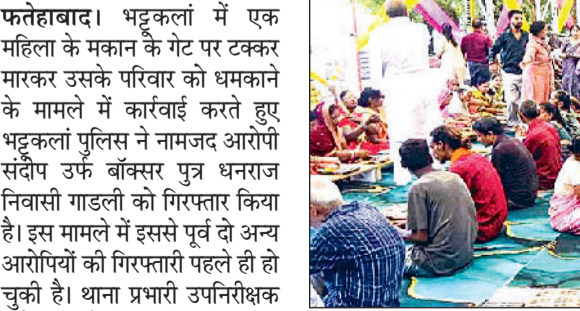 फतेहाबाद। भट्टूकलां में एक
महिला के मकान के गेट पर टक्कर
मारकर उसके परिवार को धमकाने
के मामले में कार्रवाई करते हुए
भट्टूकलां पुलिस ने नामजद आरोपी
संदीप उर्फ बॉक्सर पुत्र धनराज
निवासी गाडली को गिरफ्तार किया
है। इस मामले में इससे पूर्व दो अन्य
आरोपियों की गिरफ्तारी पहले ही हो
चुकी है। थाना प्रभारी उपनिरीक्षक